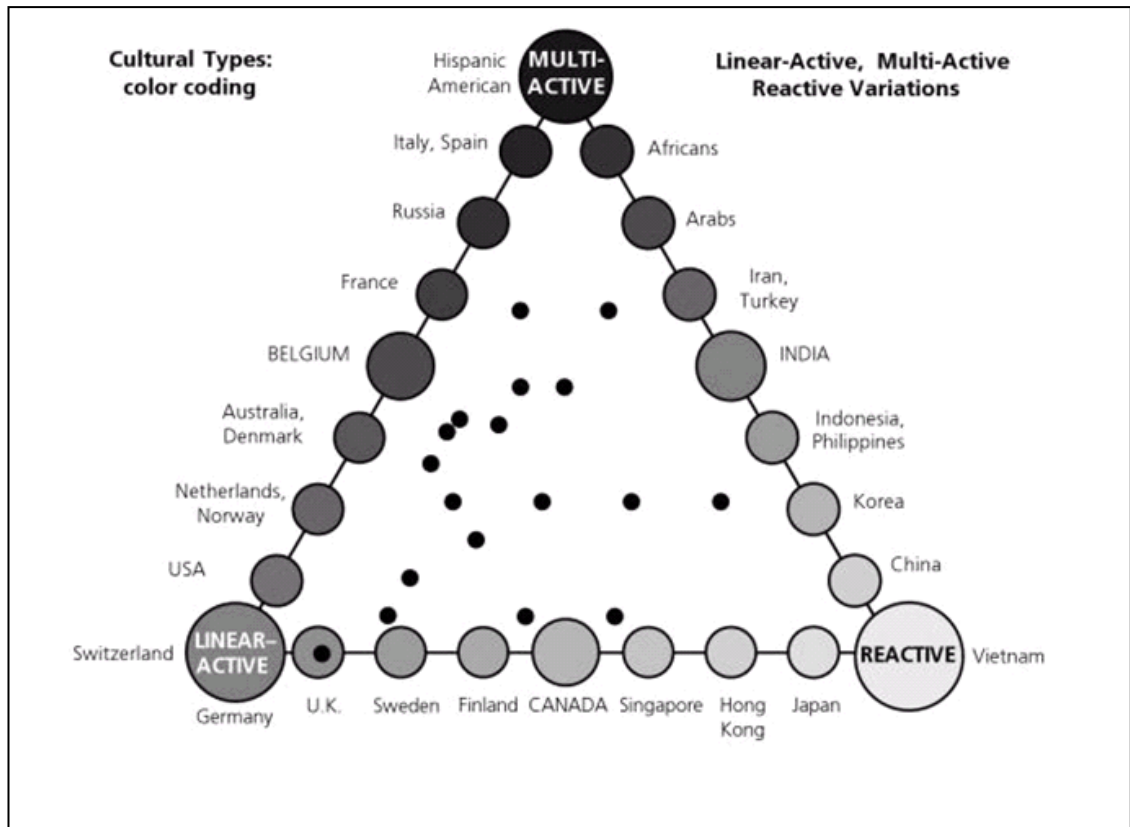 Cultural Types:
color coding
Linear-Active,  Multi-Active
Reactive Variations
Hispanic
American
MULTI-
ACTIVE
Italy, Spain
Africans
Russia
Arabs
France
Iran,
Turkey
BELGIUM
INDIA
Australia,
Denmark
Indonesia,
Philippines
Netherlands,
Norway
Korea
USA
China
Switzerland
LINEAR–
ACTIVE
REACTIVE
Vietnam
Germany
U.K.
Sweden
Finland
CANADA
Singapore
Hong
Kong
Japan